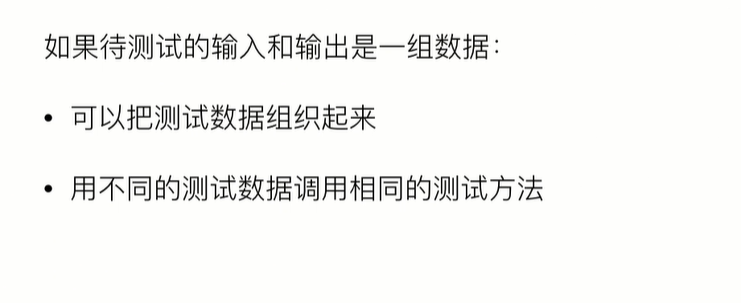 如果待测试的输入和输出是一组数据：
• 可以把测试数据组织起来
• 用不同的测试数据调用相同的测试方法